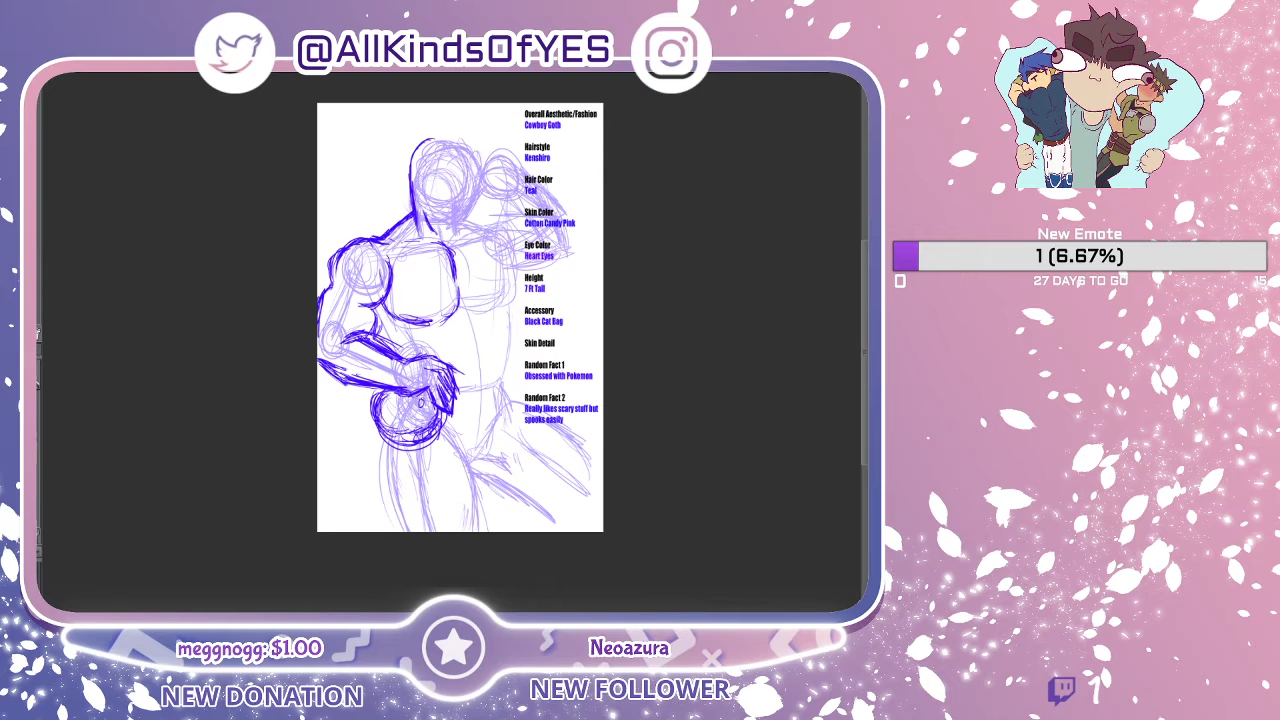 @AllKindsOfYES
Overall Aesthetic/Fashion
Cowboy Goth
Hairstyle
Kenshiro
Hair Color
Teal
Skin Color
Cotton Candy Pink
Eye Color
Heart Eyes
Height
7 Ft Tall
Accessory
Black Cat Bag
Skin Detail
Random Fact 1
Obsessed with Pokemon
Random Fact 2
Really likes scary stuff but
spooks easily
New Emote
1 (6.67%)
0
27 DAYS TO GO
15
meggnogg: $1.00
Neoazura
NEW DONATION
NEW FOLLOWER
1